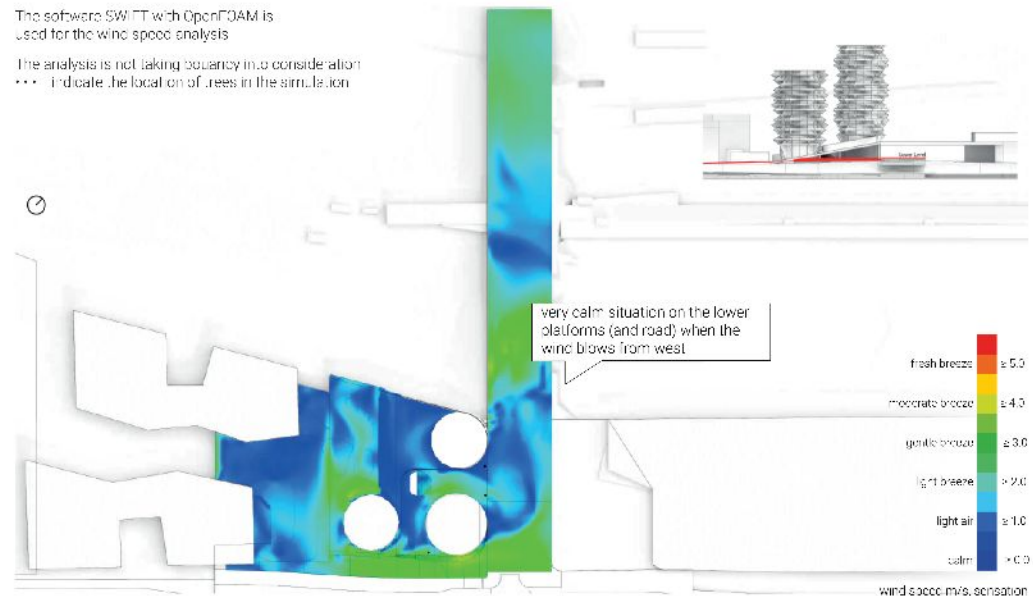 The software SWIFT with OpenFOAM is
used for the wind speed analysis
The analysis is not taking bouancy into consideration
••• indicate the location of trees in the simulation
very calm situation on the lower
platforms (and road) when the
wind blows from west
fresh breeze ≥ 5.0
moderate breeze ≥ 4.0
gentle breeze ≥ 3.0
light breeze ≥ 2.0
light air ≥ 1.0
calm > 0.0
wind speed m/s, sensation